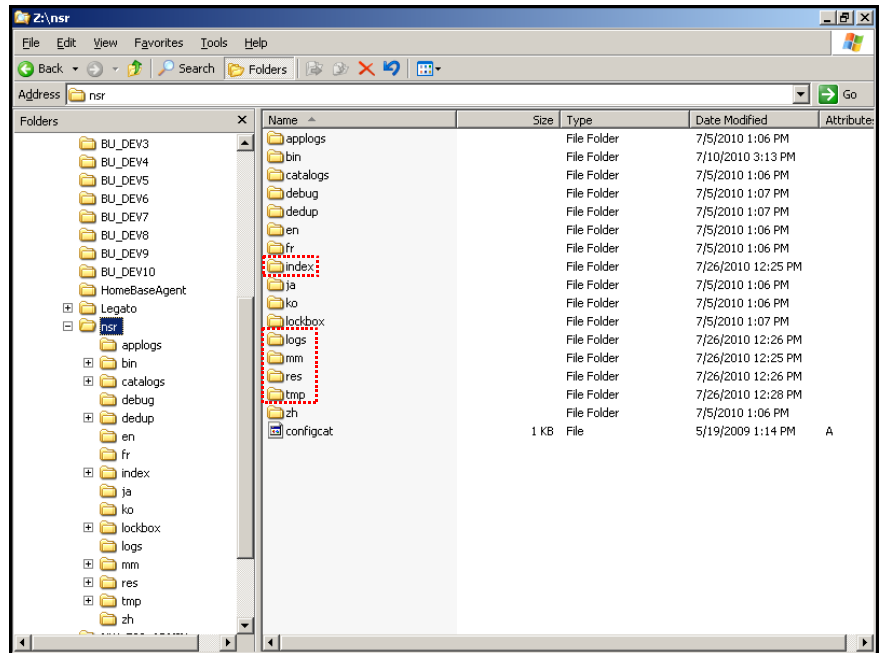 Z:\nsr
File Edit View Favorites Tools Help
Back Search Folders
Address nsr Go
Folders
BU_DEV3
BU_DEV4
BU_DEV5
BU_DEV6
BU_DEV7
BU_DEV8
BU_DEV9
BU_DEV10
HomeBaseAgent
Legato
nsr
applogs
bin
catalogs
debug
dedup
en
fr
index
ja
ko
lockbox
logs
mm
res
tmp
zh
Name Size Type Date Modified Attributes
applogs File Folder 7/5/2010 1:06 PM
bin File Folder 7/10/2010 3:13 PM
catalogs File Folder 7/5/2010 1:06 PM
debug File Folder 7/5/2010 1:07 PM
dedup File Folder 7/5/2010 1:07 PM
en File Folder 7/5/2010 1:06 PM
fr File Folder 7/5/2010 1:06 PM
index File Folder 7/26/2010 12:25 PM
ja File Folder 7/5/2010 1:06 PM
ko File Folder 7/5/2010 1:06 PM
lockbox File Folder 7/5/2010 1:07 PM
logs File Folder 7/26/2010 12:26 PM
mm File Folder 7/26/2010 12:25 PM
res File Folder 7/26/2010 12:26 PM
tmp File Folder 7/26/2010 12:28 PM
zh File Folder 7/5/2010 1:06 PM
configcat 1 KB File 5/19/2009 1:14 PM A